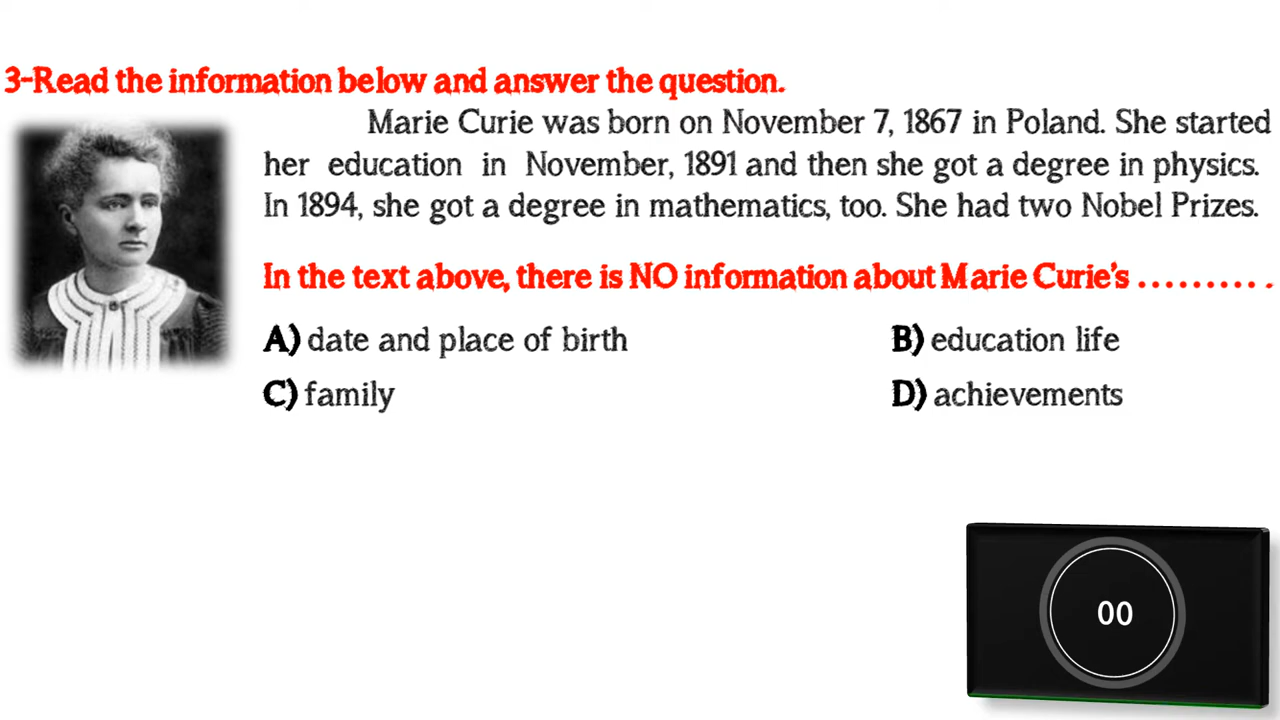 3-Read the information below and answer the question.
Marie Curie was born on November 7, 1867 in Poland. She started
her education in November, 1891 and then she got a degree in physics.
In 1894, she got a degree in mathematics, too. She had two Nobel Prizes.
In the text above, there is NO information about Marie Curie's .......... .
A) date and place of birth
B) education life
C) family
D) achievements
00